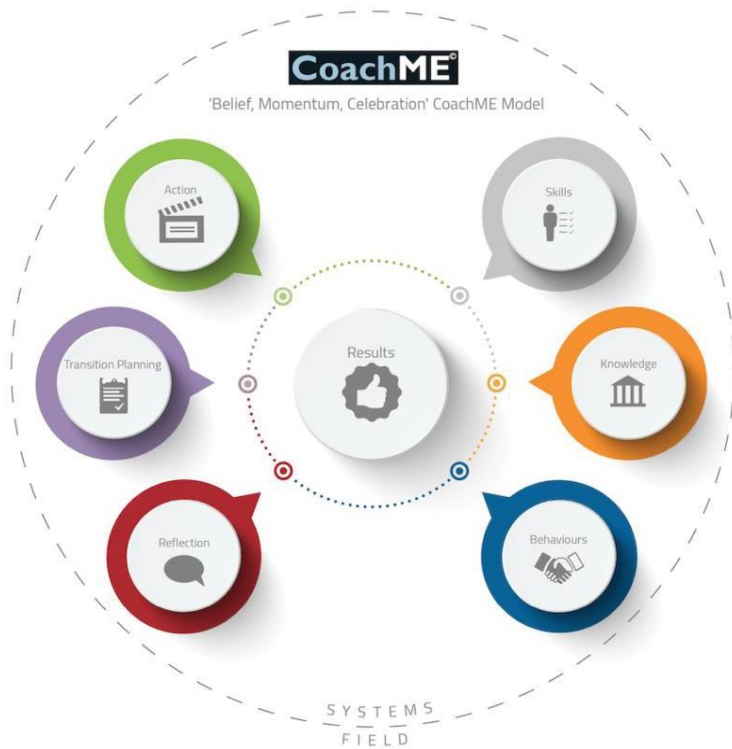 CoachME©
'Belief, Momentum, Celebration' CoachME Model
Action
Skills
Transition Planning
Results
Knowledge
Reflection
Behaviours
SYSTEMS
FIELD